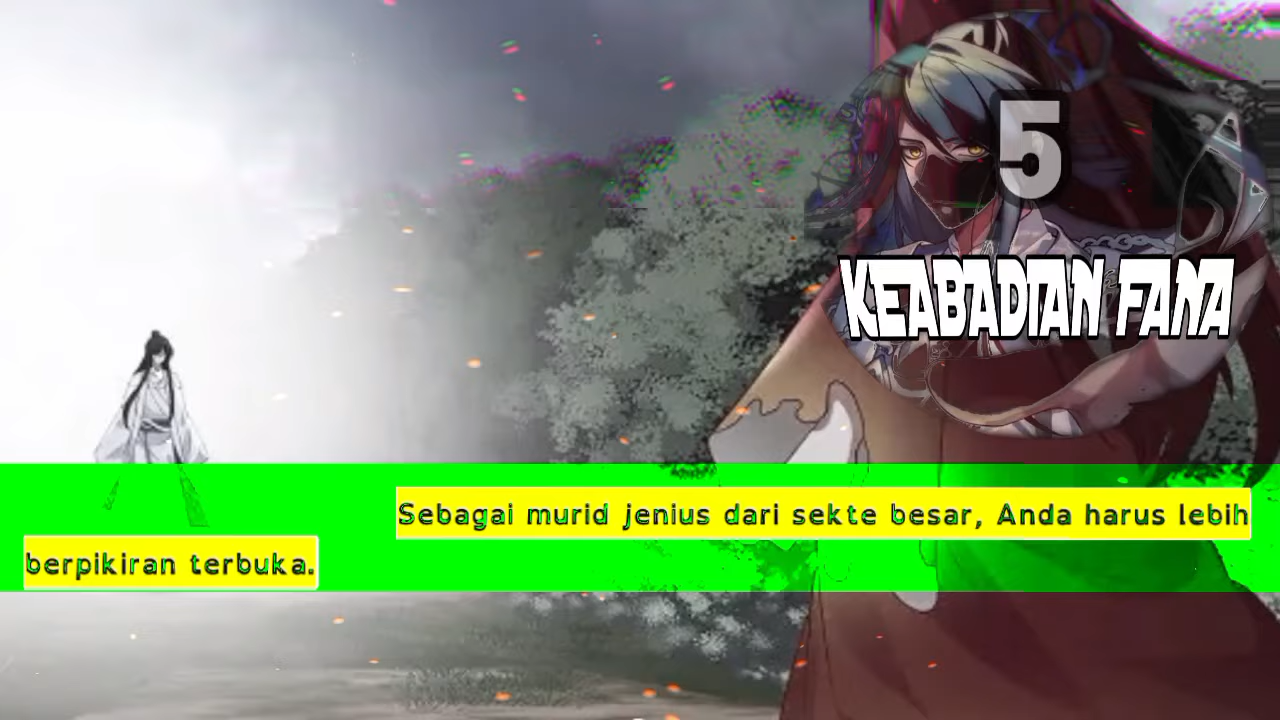 5
KEABADIAN FANA
Sebagai murid jenius dari sekte besar, Anda harus lebih
berpikiran terbuka.